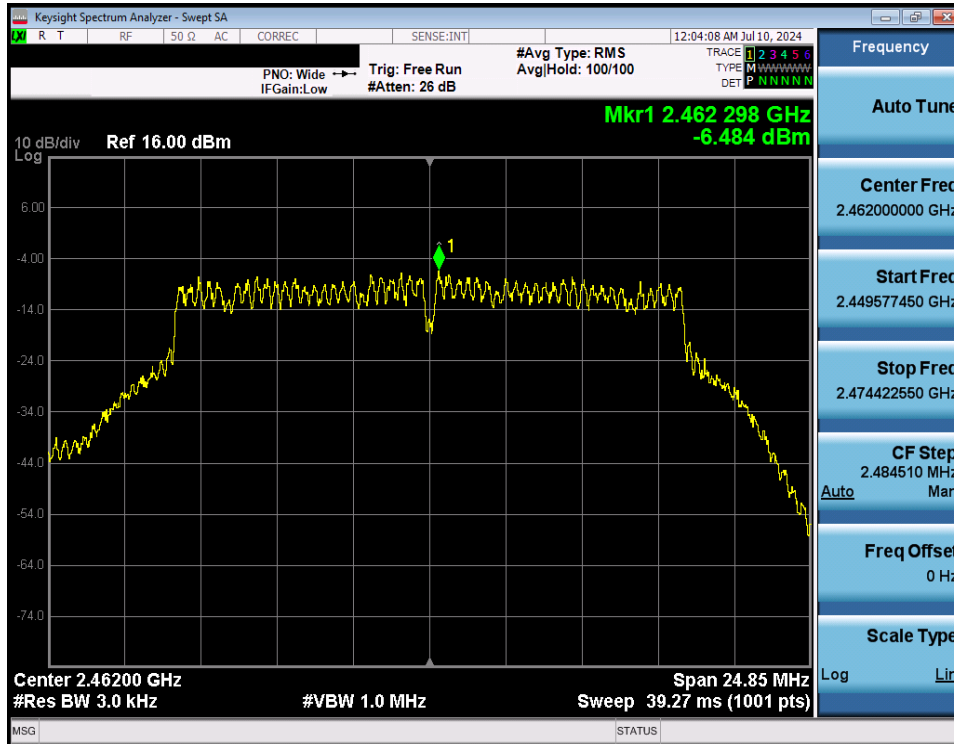 Keysight Spectrum Analyzer - Swept SA
LXI R T RF 50 Ω AC CORREC SENSE:INT 12:04:08 AM Jul 10, 2024
#Avg Type: RMS TRACE 1 2 3 4 5 6
PNO: Wide Trig: Free Run Avg|Hold: 100/100 TYPE M W W W W W
IFGain:Low #Atten: 26 dB DET P N N N N N
Mkr1 2.462 298 GHz
-6.484 dBm
10 dB/div Ref 16.00 dBm
Log
6.00
1
-4.00
-14.0
-24.0
-34.0
-44.0
-54.0
-64.0
-74.0
Center 2.46200 GHz Span 24.85 MHz
#Res BW 3.0 kHz #VBW 1.0 MHz Sweep 39.27 ms (1001 pts)
MSG STATUS
Frequency
Auto Tune
Center Freq
2.462000000 GHz
Start Freq
2.449577450 GHz
Stop Freq
2.474422550 GHz
CF Step
2.484510 MHz
Auto Man
Freq Offset
0 Hz
Scale Type
Log Lin